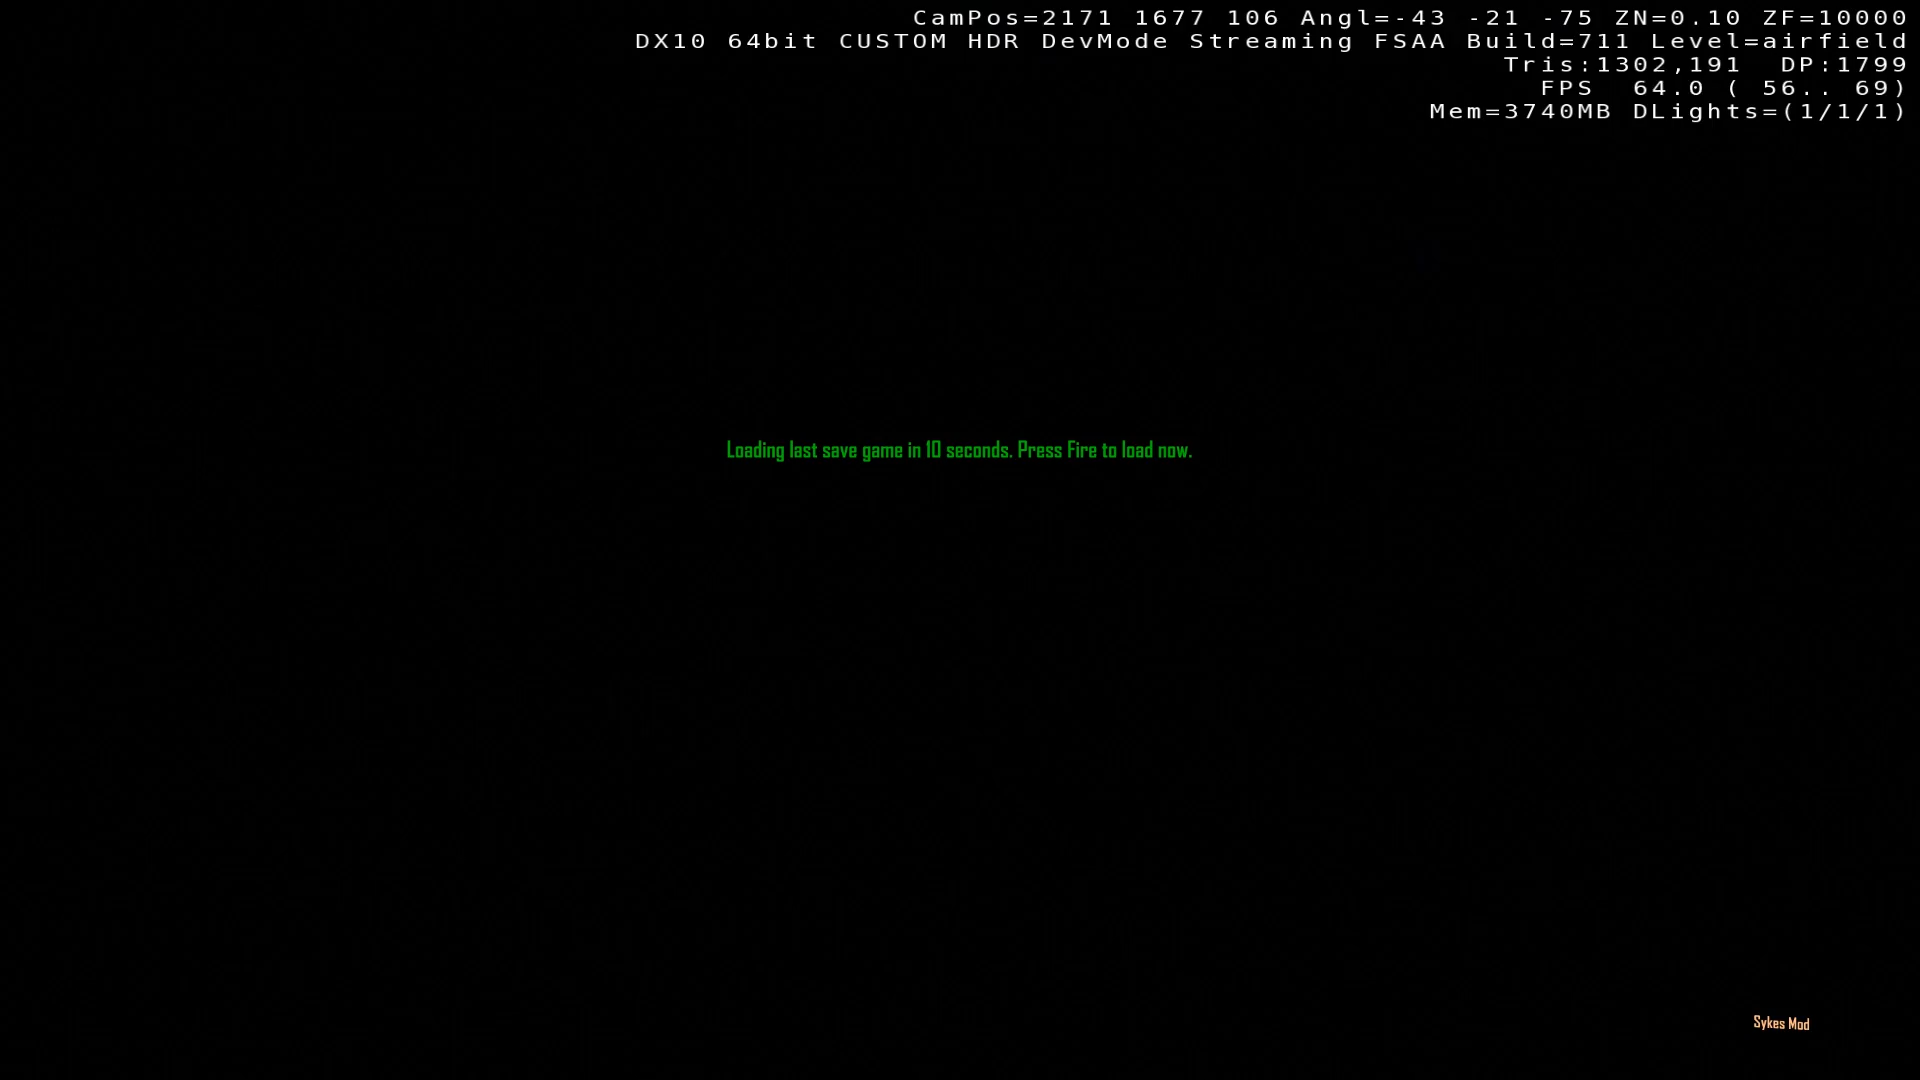 CamPos=2171 1677 106 Angl=-43 -21 -75 ZN=0.10 ZF=10000
DX10 64bit CUSTOM HDR DevMode Streaming FSAA Build=711 Level=airfield
Tris:1302,191 DP:1799
FPS 64.0 ( 56.. 69)
Mem=3740MB DLights=(1/1/1)
Loading last save game in 10 seconds. Press Fire to load now.
Sykes Mod